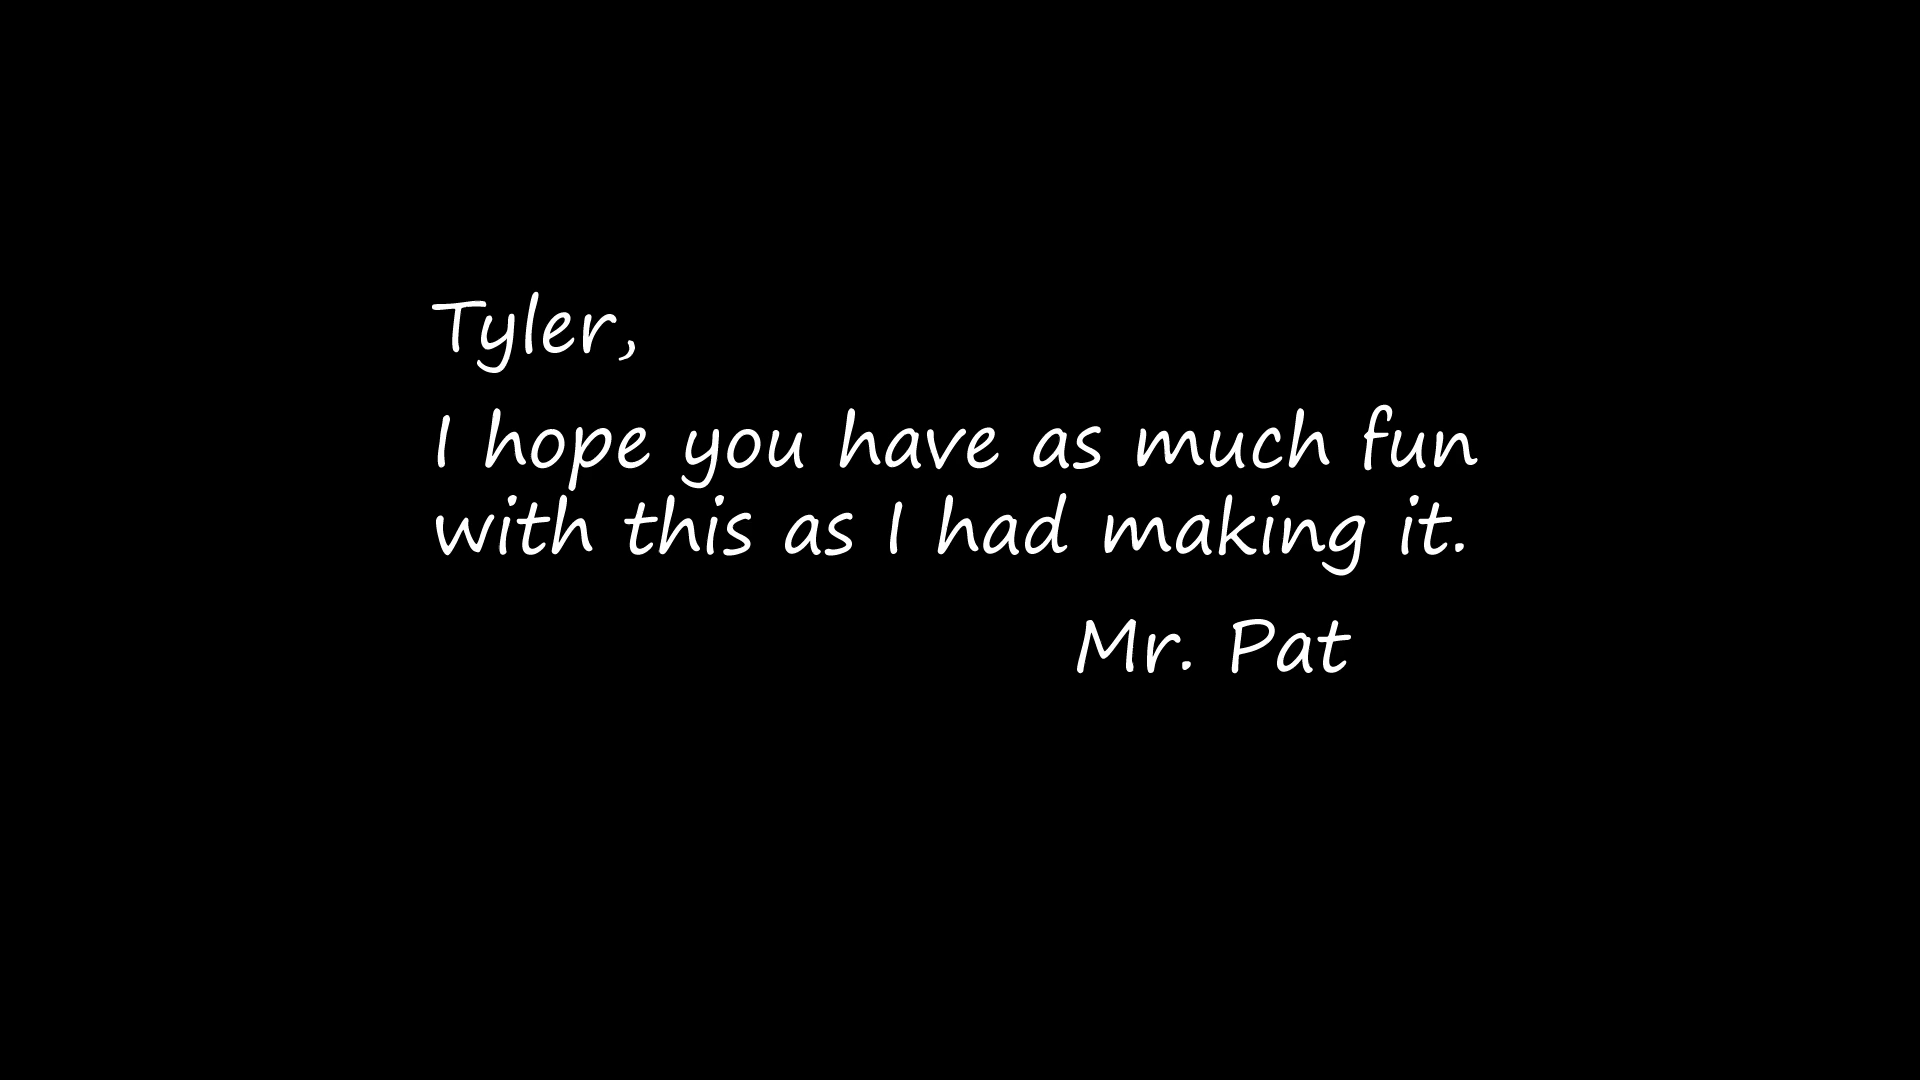 Tyler,
I hope you have as much fun
with this as I had making it.
Mr. Pat